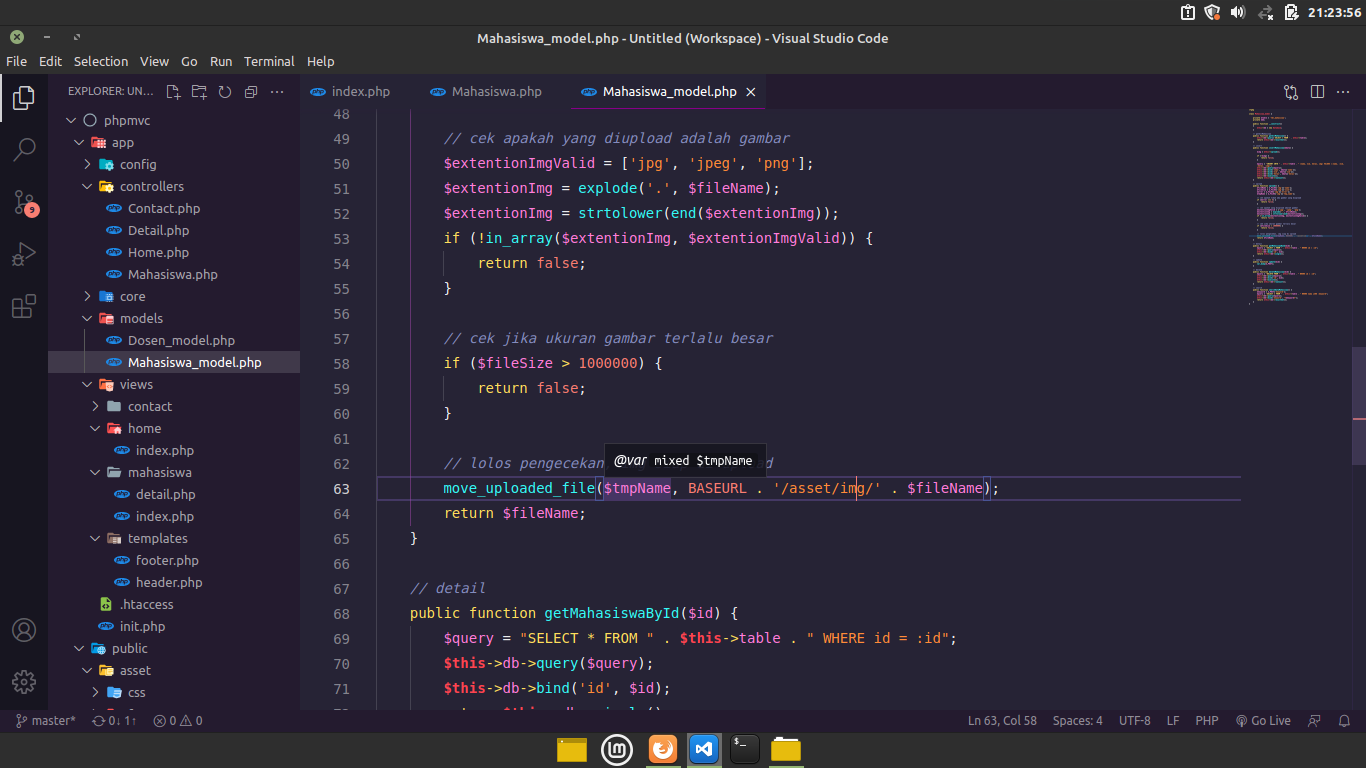 21:23:56
Mahasiswa_model.php - Untitled (Workspace) - Visual Studio Code
File Edit Selection View Go Run Terminal Help
EXPLORER: UN...
index.php Mahasiswa.php Mahasiswa_model.php
phpmvc
app
config
controllers
Contact.php
Detail.php
Home.php
Mahasiswa.php
core
models
Dosen_model.php
Mahasiswa_model.php
views
contact
home
index.php
mahasiswa
detail.php
index.php
templates
footer.php
header.php
.htaccess
init.php
public
asset
css
9
48
49 // cek apakah yang diupload adalah gambar
50 $extentionImgValid = ['jpg', 'jpeg', 'png'];
51 $extentionImg = explode('.', $fileName);
52 $extentionImg = strtolower(end($extentionImg));
53 if (!in_array($extentionImg, $extentionImgValid)) {
54 return false;
55 }
56
57 // cek jika ukuran gambar terlalu besar
58 if ($fileSize > 1000000) {
59 return false;
60 }
61
@var mixed $tmpName
62 // lolos pengecekan
63 move_uploaded_file($tmpName, BASEURL . '/asset/img/' . $fileName);
64 return $fileName;
65 }
66
67 // detail
68 public function getMahasiswaById($id) {
69 $query = "SELECT * FROM " . $this->table . " WHERE id = :id";
70 $this->db->query($query);
71 $this->db->bind('id', $id);
master* 0↓ 1↑ 0 0 Ln 63, Col 58 Spaces: 4 UTF-8 LF PHP Go Live